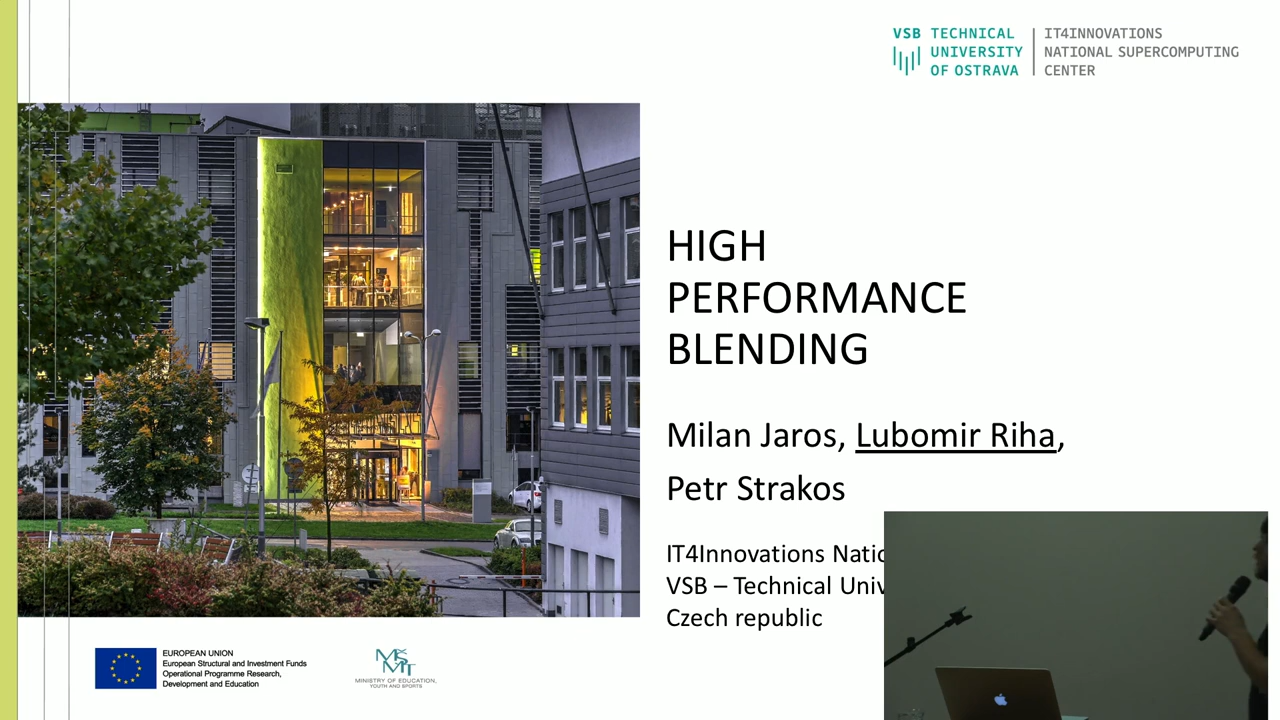 VSB TECHNICAL
UNIVERSITY
OF OSTRAVA
IT4INNOVATIONS
NATIONAL SUPERCOMPUTING
CENTER
HIGH
PERFORMANCE
BLENDING
Milan Jaros, Lubomir Riha,
Petr Strakos
IT4Innovations
VSB – Technical
Czech republic
EUROPEAN UNION
European Structural and Investment Funds
Operational Programme Research,
Development and Education
MINISTRY OF EDUCATION,
YOUTH AND SPORTS